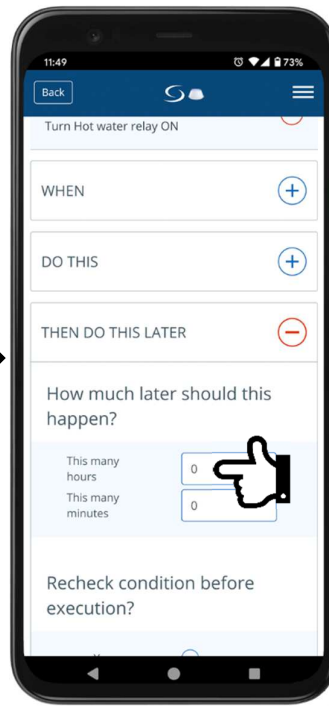 11:49
73%
Back
Turn Hot water relay ON
WHEN
DO THIS
THEN DO THIS LATER
How much later should this
happen?
This many
hours
0
This many
minutes
0
Recheck condition before
execution?